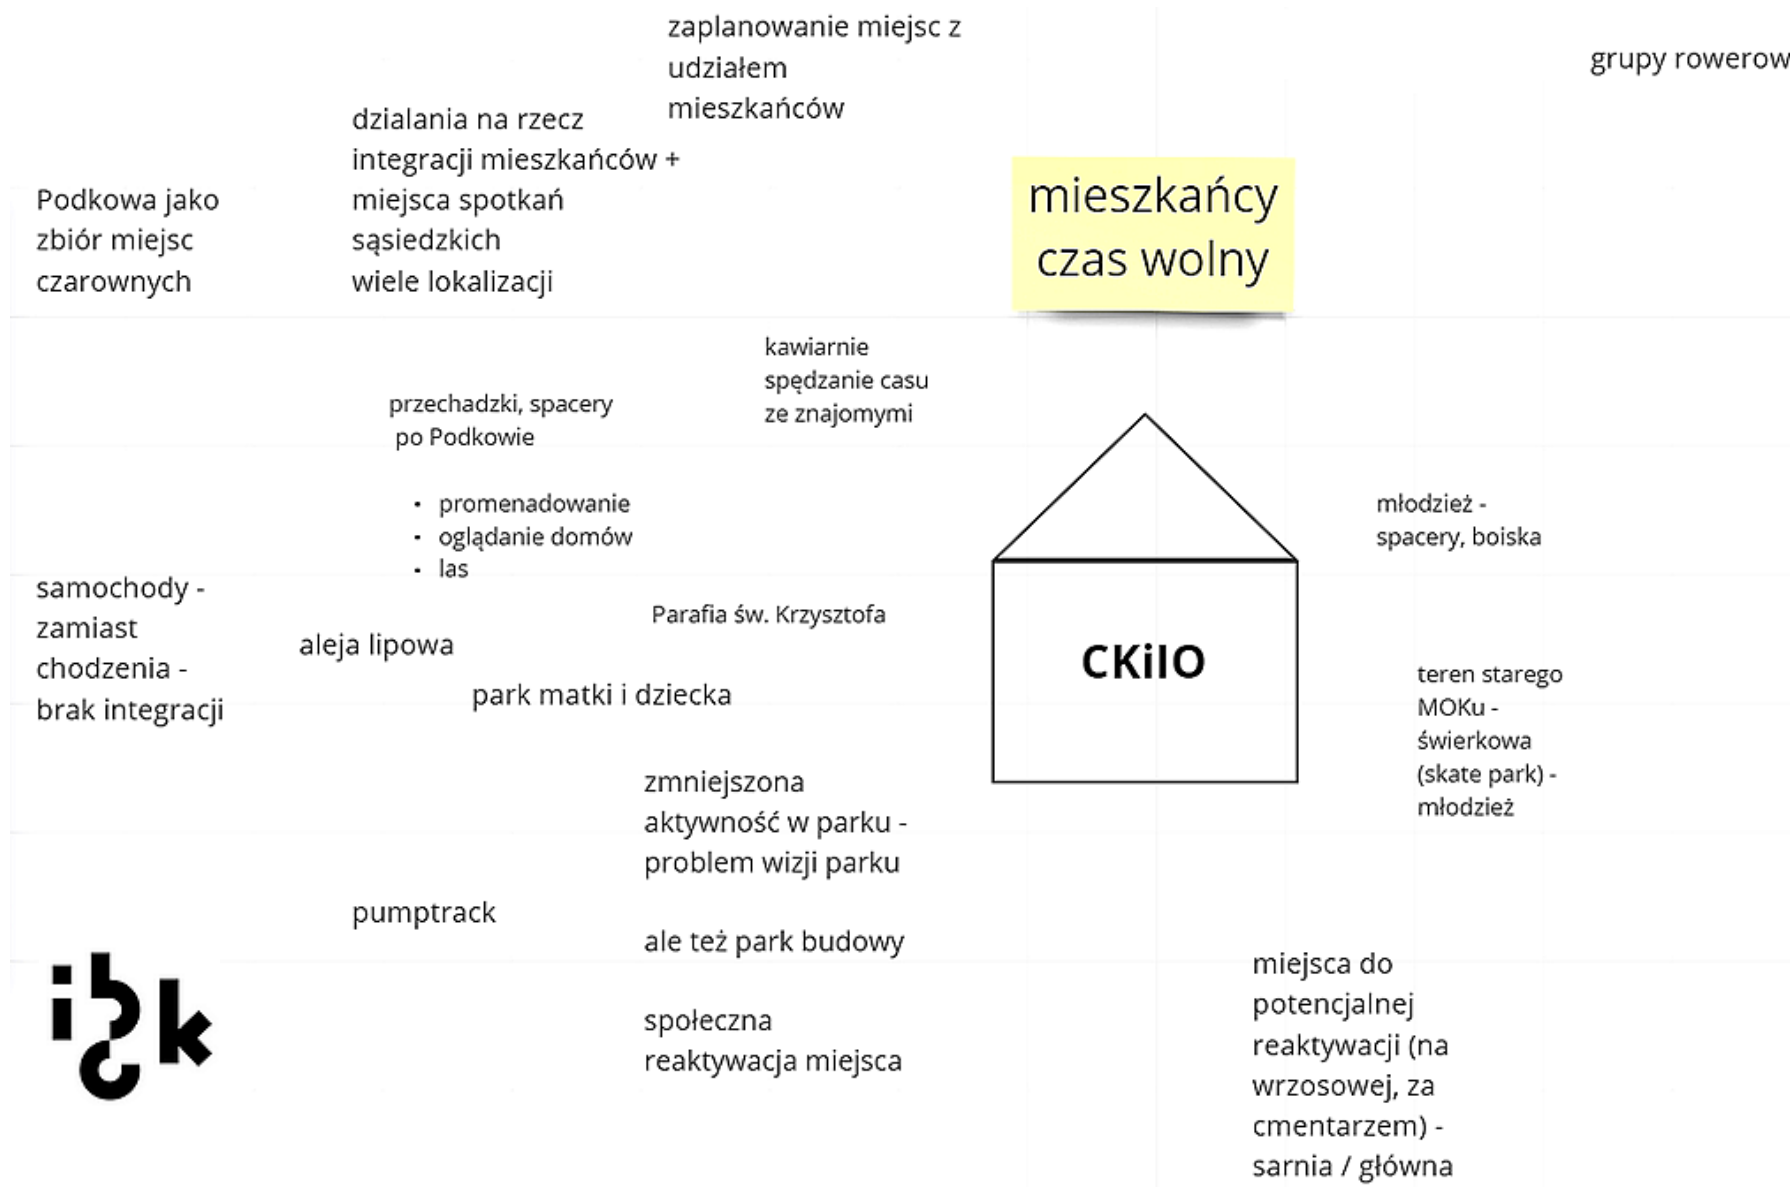 zaplanowanie miejsc z
udziałem
mieszkańców
grupy rowerow
dzialania na rzecz
integracji mieszkańców +
miejsca spotkań
sąsiedzkich
wiele lokalizacji
Podkowa jako
zbiór miejsc
czarownych
mieszkańcy
czas wolny
kawiarnie
spędzanie casu
ze znajomymi
przechadzki, spacery
po Podkowie
• promenadowanie
• oglądanie domów
• las
młodzież -
spacery, boiska
samochody -
zamiast
chodzenia -
brak integracji
aleja lipowa
Parafia św. Krzysztofa
park matki i dziecka
CKiIO
teren starego
MOKu -
świerkowa
(skate park) -
młodzież
zmniejszona
aktywność w parku -
problem wizji parku
ale też park budowy
społeczna
reaktywacja miejsca
pumptrack
miejsca do
potencjalnej
reaktywacji (na
wrzosowej, za
cmentarzem) -
sarnia / główna